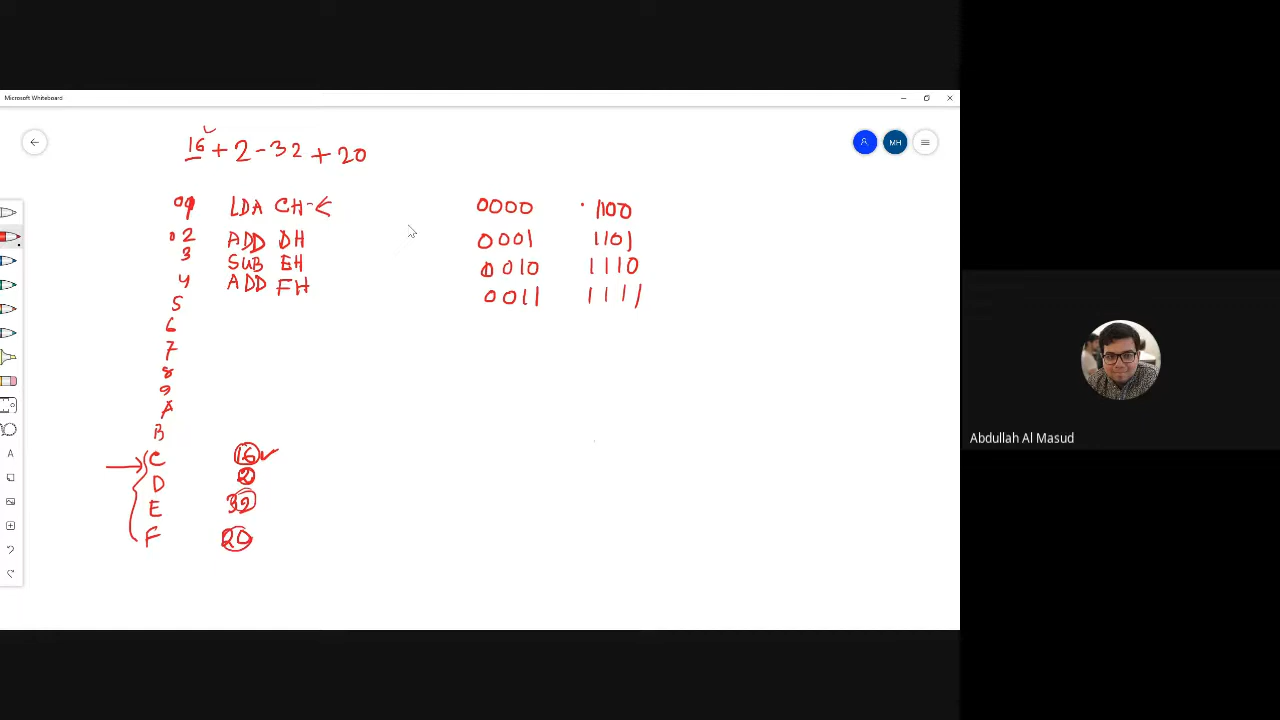 Microsoft Whiteboard
16 + 2 - 32 + 20
MH
LDA CH 0000 1100
02 ADD DH 0001 1101
3 SUB EH 0010 1110
4 ADD FH 0011 1111
5
6
7
8
9
A
B
C 16
D 2
E 32
F 20
A
Abdullah Al Masud